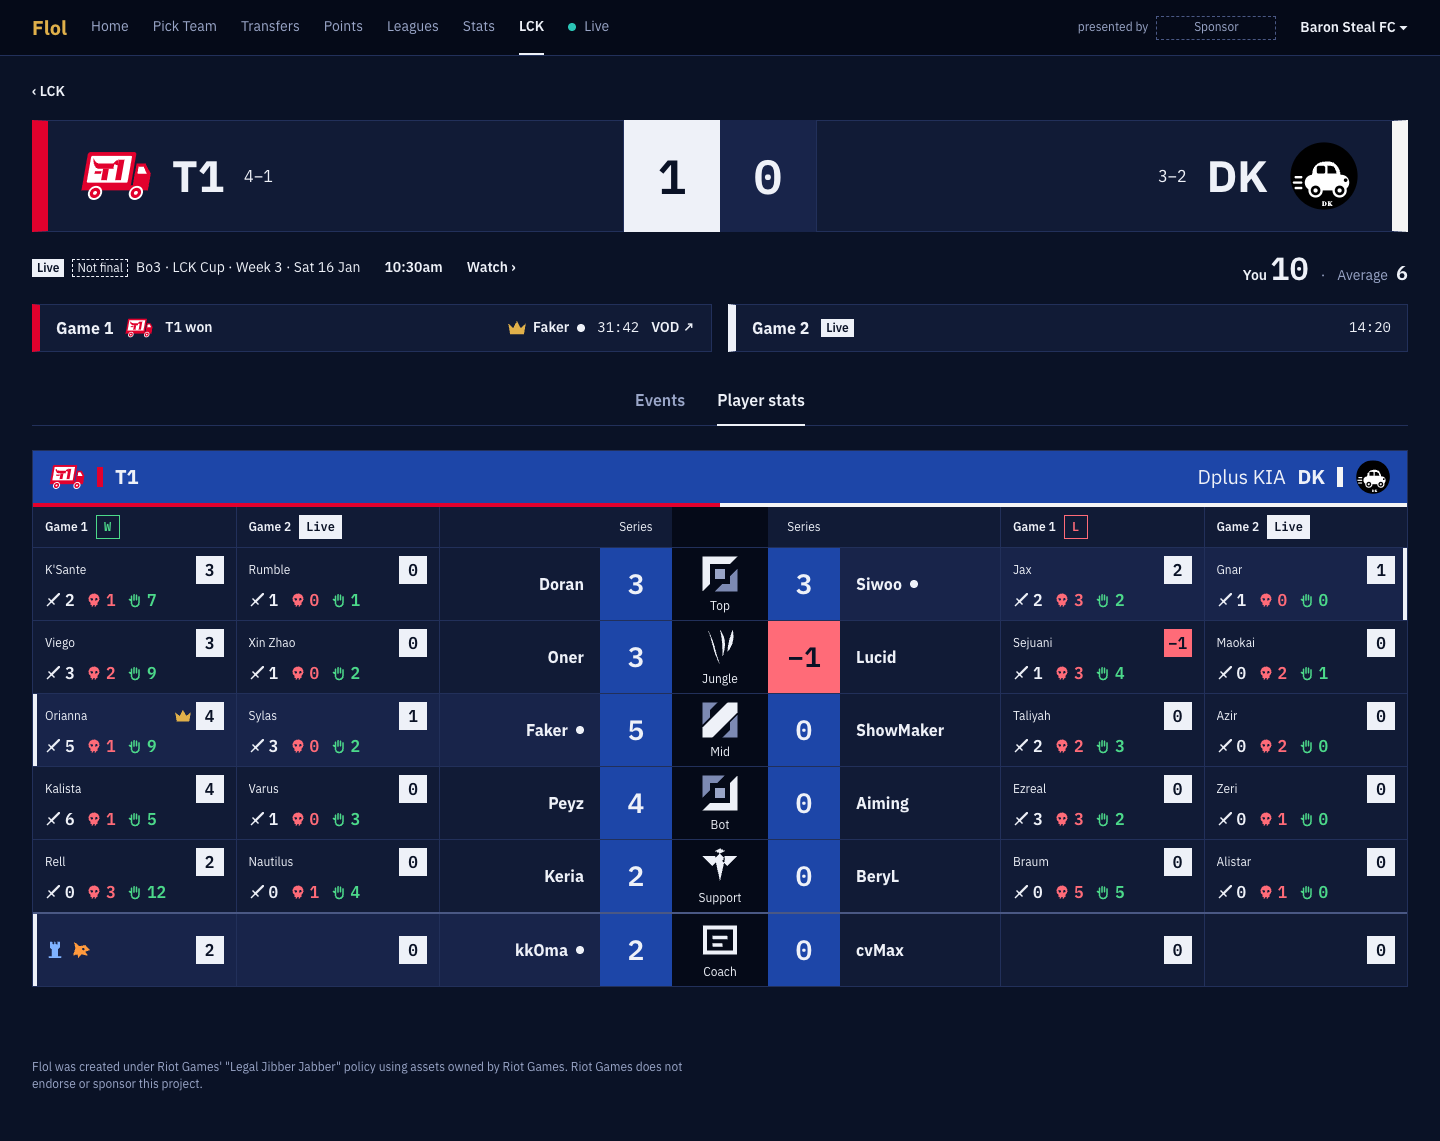 Flol Home Pick Team Transfers Points Leagues Stats LCK Live presented by Sponsor Baron Steal FC
‹ LCK
T1 T1 4–1 1 0 3–2 DK DK
Live Not final Bo3 · LCK Cup · Week 3 · Sat 16 Jan 10:30am Watch › You 10 · Average 6
Game 1 T1 T1 won Faker 31:42 VOD ↗ Game 2 Live 14:20
Events Player stats
T1 T1 Dplus KIA DK
Game 1 W Game 2 Live Series Series Game 1 L Game 2 Live
K'Sante 3 Rumble 0 Doran 3 Top 3 Siwoo Jax 2 Gnar 1
2 1 7 1 0 1 2 3 2 1 0 0
Viego 3 Xin Zhao 0 Oner 3 Jungle −1 Lucid Sejuani −1 Maokai 0
3 2 9 1 0 2 1 3 4 0 2 1
Orianna 4 Sylas 1 Faker 5 Mid 0 ShowMaker Taliyah 0 Azir 0
5 1 9 3 0 2 2 2 3 0 2 0
Kalista 4 Varus 0 Peyz 4 Bot 0 Aiming Ezreal 0 Zeri 0
6 1 5 1 0 3 3 3 2 0 1 0
Rell 2 Nautilus 0 Keria 2 Support 0 BeryL Braum 0 Alistar 0
0 3 12 0 1 4 0 5 5 0 1 0
2 0 kkOma 2 Coach 0 cvMax 0 0
Flol was created under Riot Games' "Legal Jibber Jabber" policy using assets owned by Riot Games. Riot Games does not
endorse or sponsor this project.